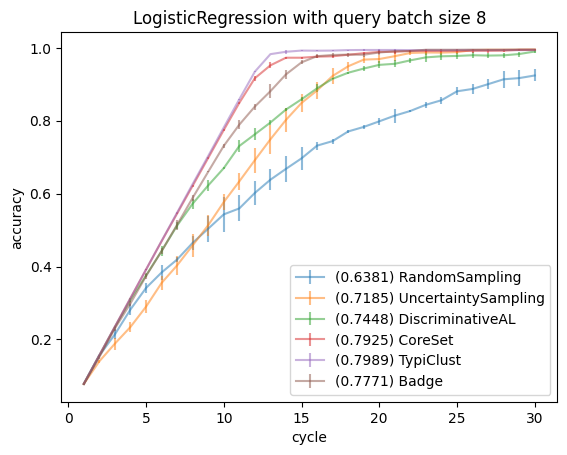 LogisticRegression with query batch size 8
accuracy
1.0
0.8
0.6
0.4
0.2
(0.6381) RandomSampling
(0.7185) UncertaintySampling
(0.7448) DiscriminativeAL
(0.7925) CoreSet
(0.7989) TypiClust
(0.7771) Badge
0 5 10 15 20 25 30
cycle